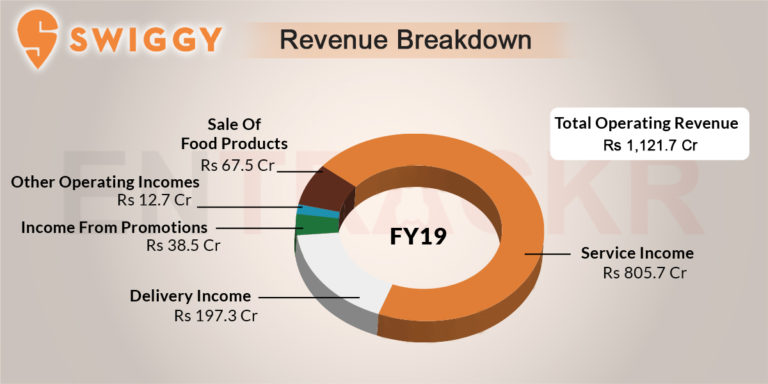 SWIGGY
Revenue Breakdown
Total Operating Revenue
Rs 1,121.7 Cr
Sale Of
Food Products
Rs 67.5 Cr
Other Operating Incomes
Rs 12.7 Cr
Income From Promotions
Rs 38.5 Cr
Delivery Income
Rs 197.3 Cr
FY19
Service Income
Rs 805.7 Cr
ENTRACKR